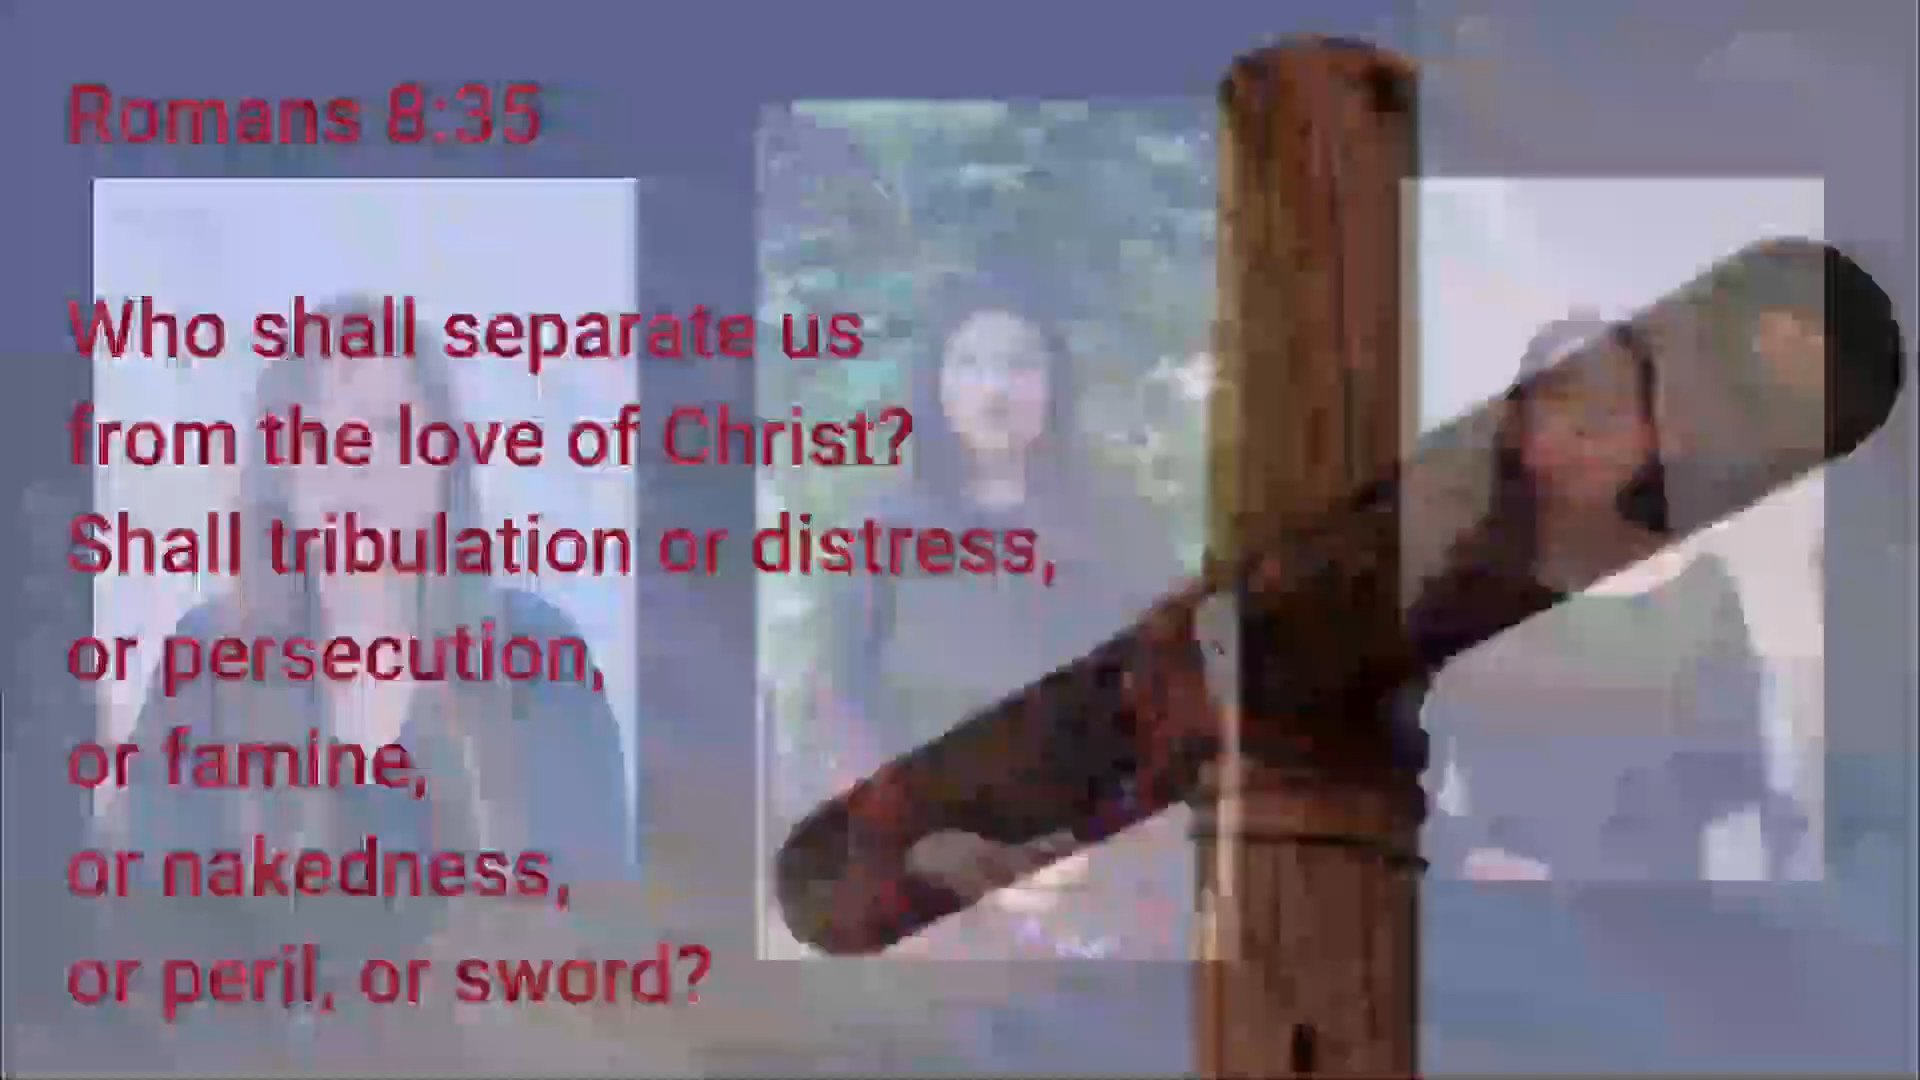 Romans 8:35
Who shall separate us
from the love of Christ?
Shall tribulation or distress,
or persecution,
or famine,
or nakedness,
or peril, or sword?